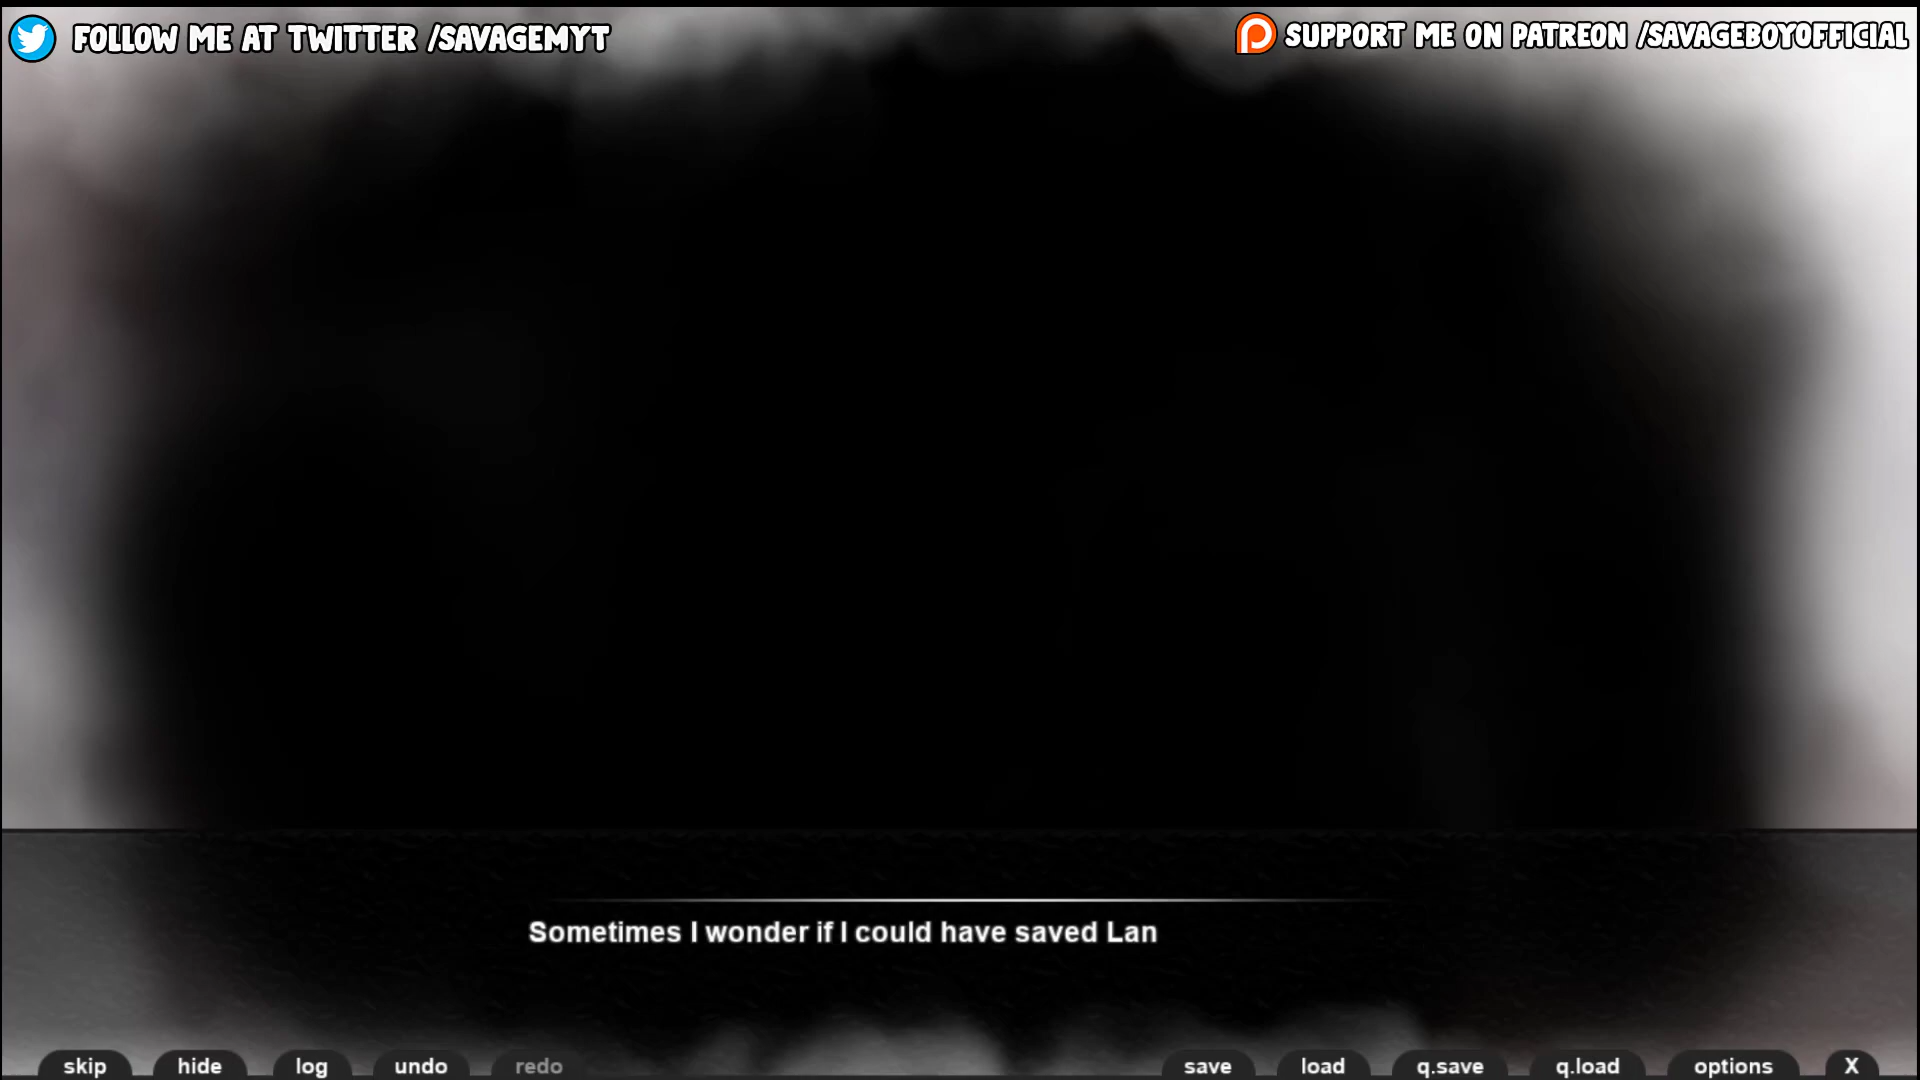 FOLLOW ME AT TWITTER /SAVAGEMYT
SUPPORT ME ON PATREON /SAVAGEBOYOFFICIAL
Sometimes I wonder if I could have saved Lan
skip hide log undo redo save load q.save q.load options X